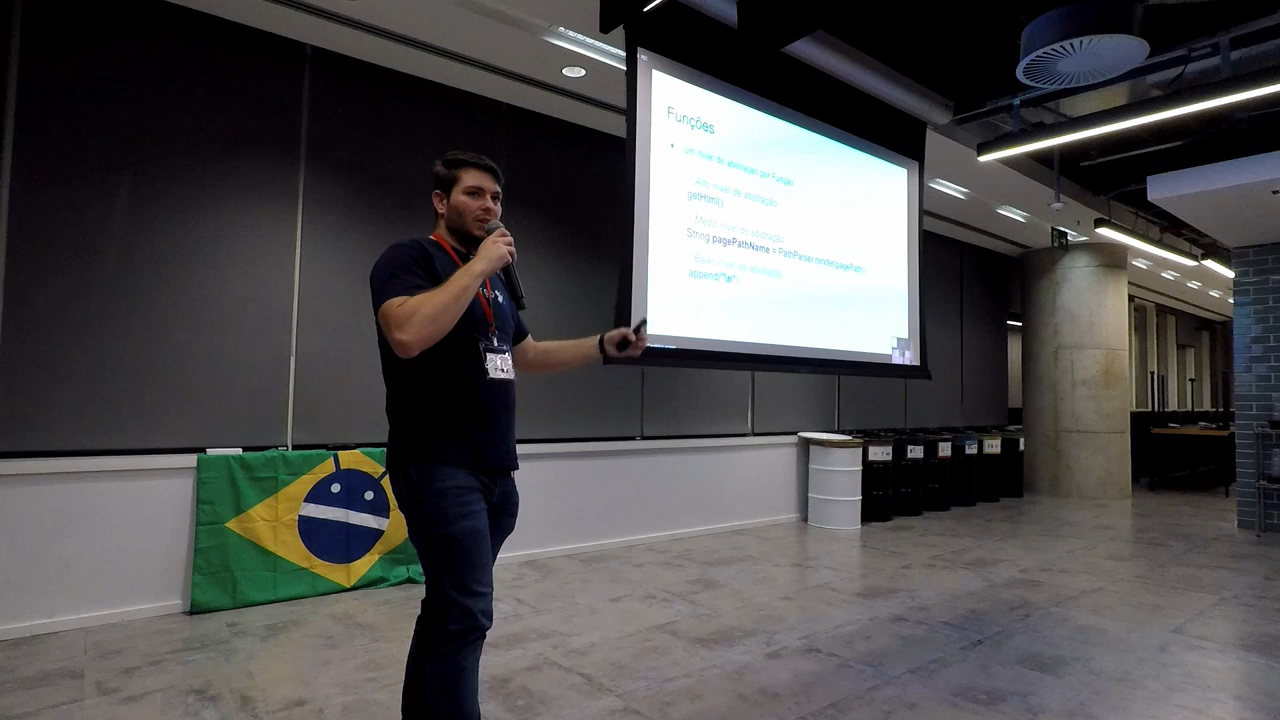 Funções
• um nível de abstração por Função
// Alto nível de abstração
getHtml();
// Médio nível de abstração
String pagePathName = PathParser.render(pagePath);
// Baixo nível de abstração
append("\n")